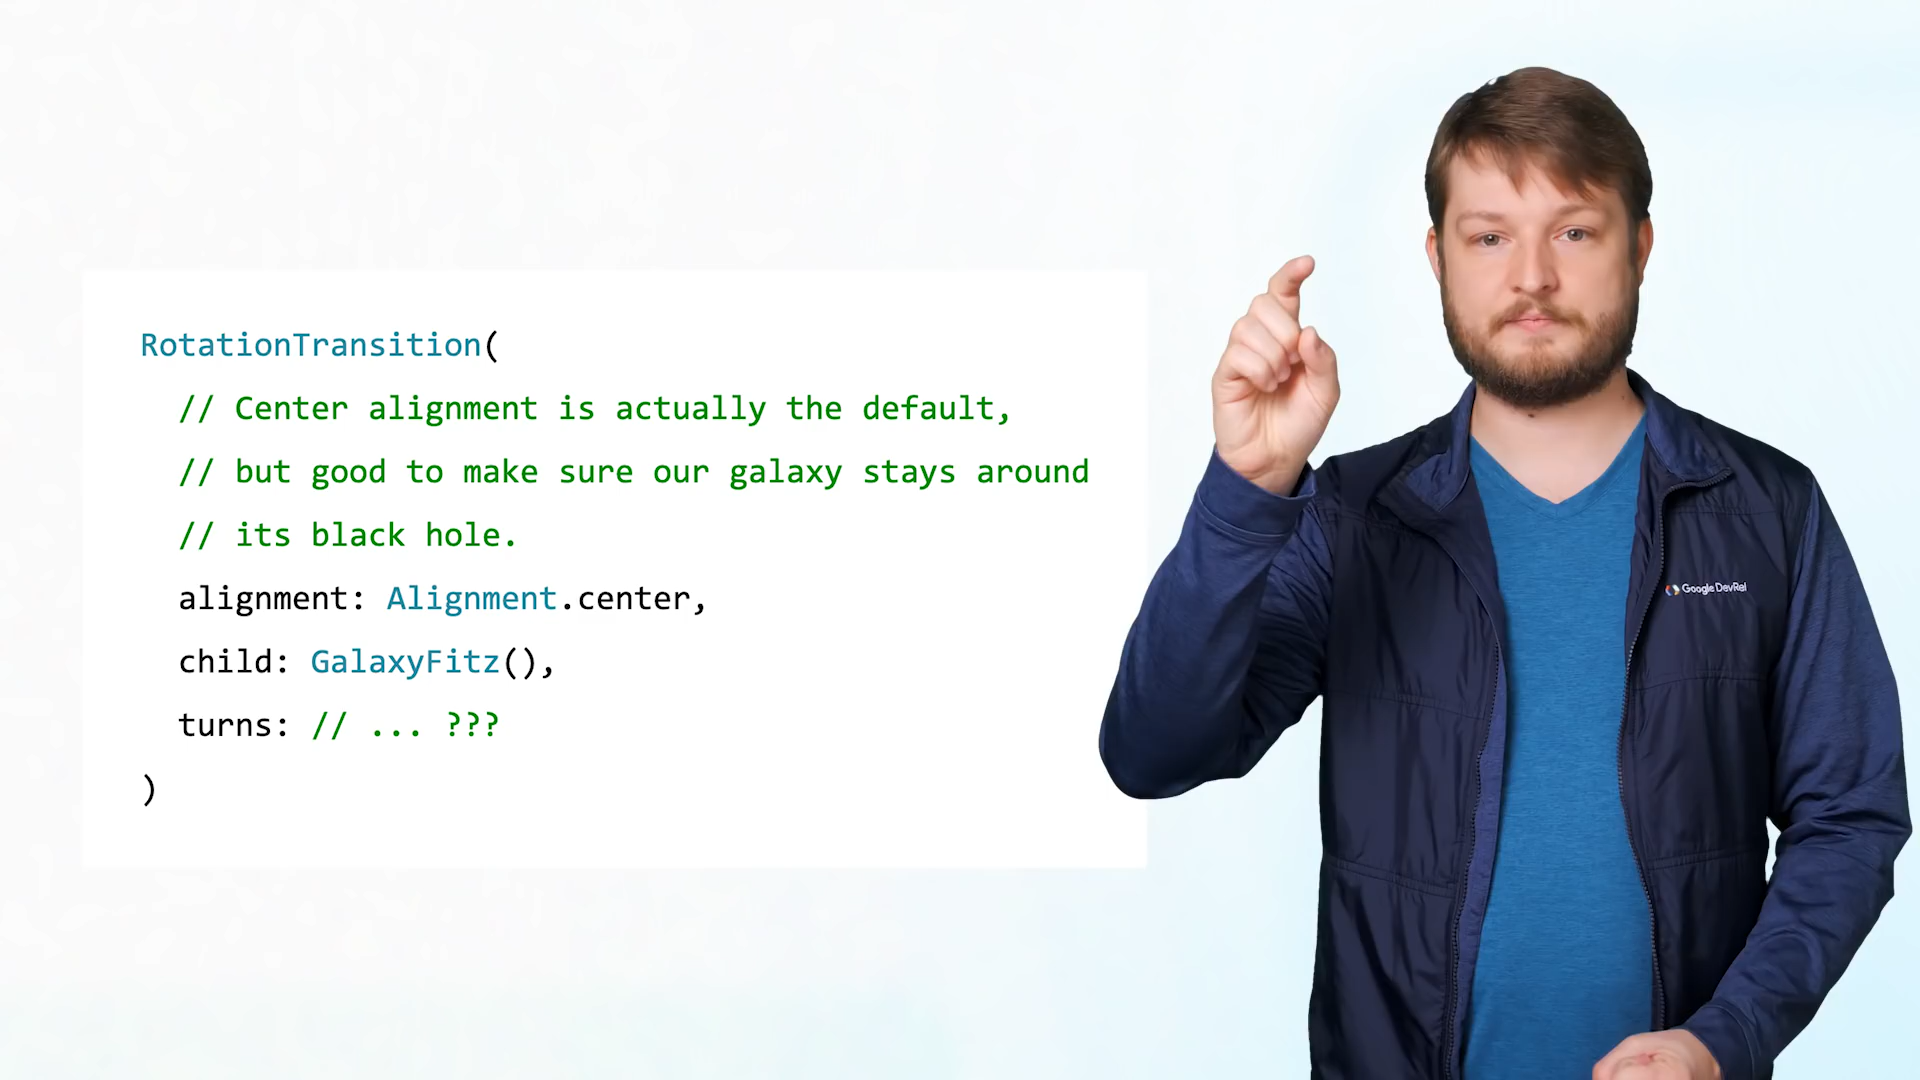 RotationTransition(
// Center alignment is actually the default,
// but good to make sure our galaxy stays around
// its black hole.
alignment: Alignment.center,
child: GalaxyFitz(),
turns: // ... ???
)
Google DevRel